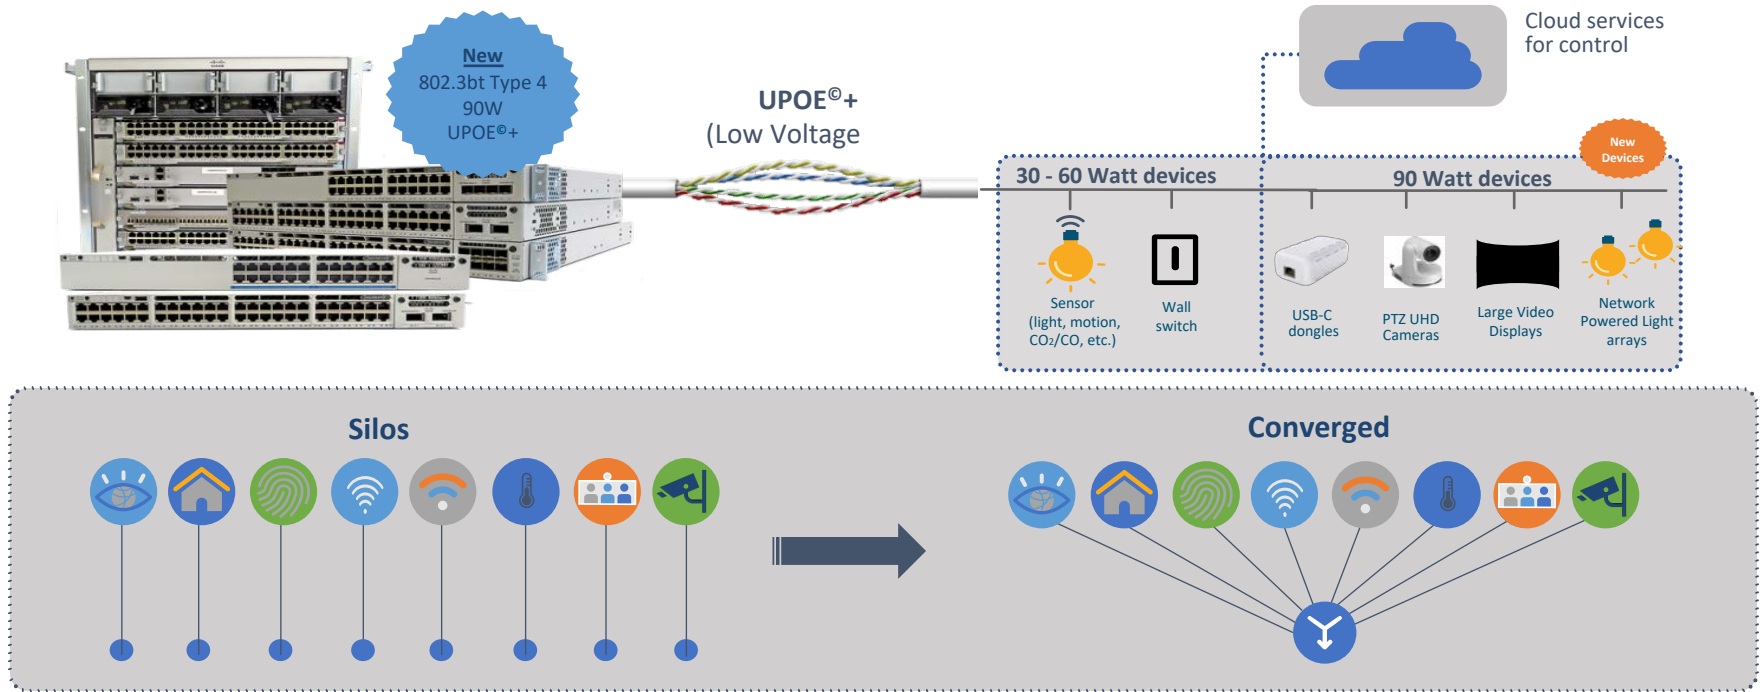 New
802.3bt Type 4
90W
UPOE©+
UPOE©+
(Low Voltage
Cloud services
for control
New
Devices
30 - 60 Watt devices
90 Watt devices
Sensor
(light, motion,
CO2/CO, etc.)
Wall
switch
USB-C
dongles
PTZ UHD
Cameras
Large Video
Displays
Network
Powered Light
arrays
Silos
Converged